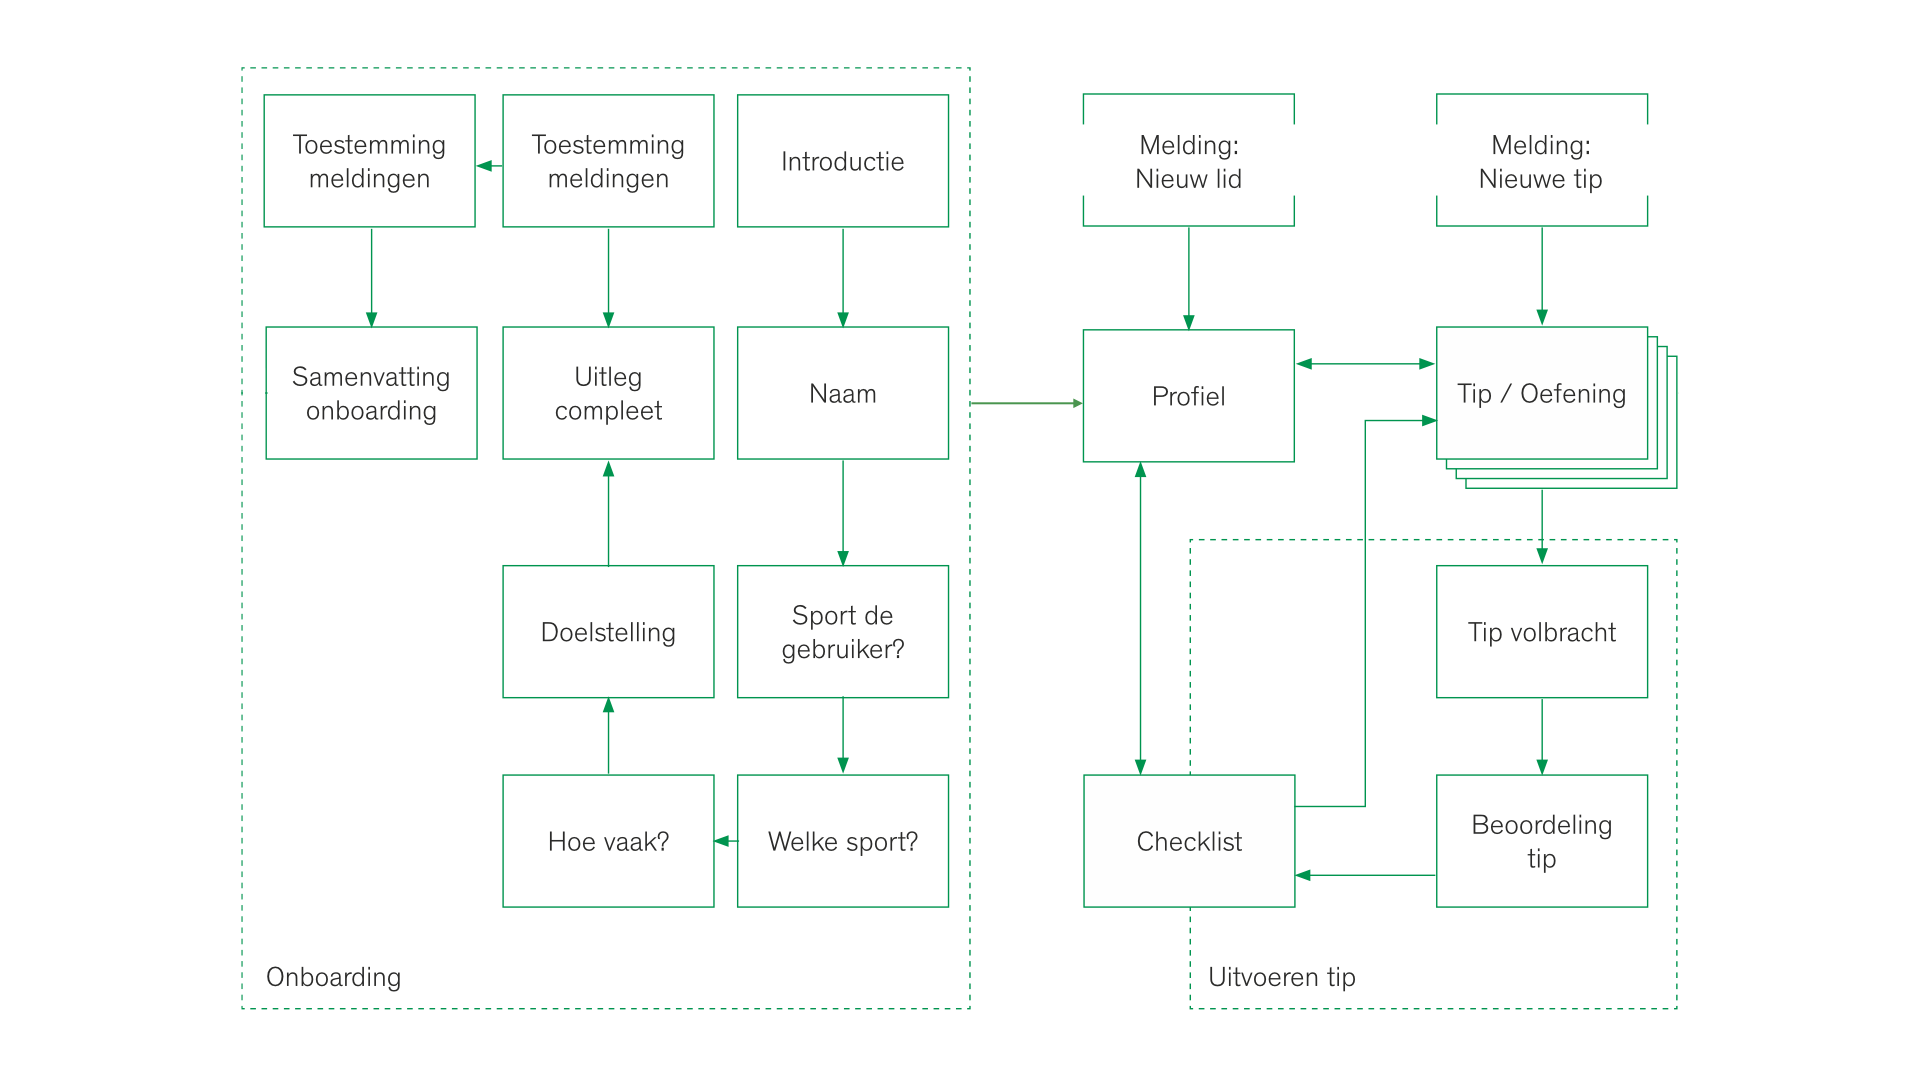 Toestemming
meldingen
Toestemming
meldingen
Introductie
Melding:
Nieuw lid
Melding:
Nieuwe tip
Samenvatting
onboarding
Uitleg
compleet
Naam
Profiel
Tip / Oefening
Doelstelling
Sport de
gebruiker?
Tip volbracht
Hoe vaak?
Welke sport?
Checklist
Beoordeling
tip
Onboarding
Uitvoeren tip